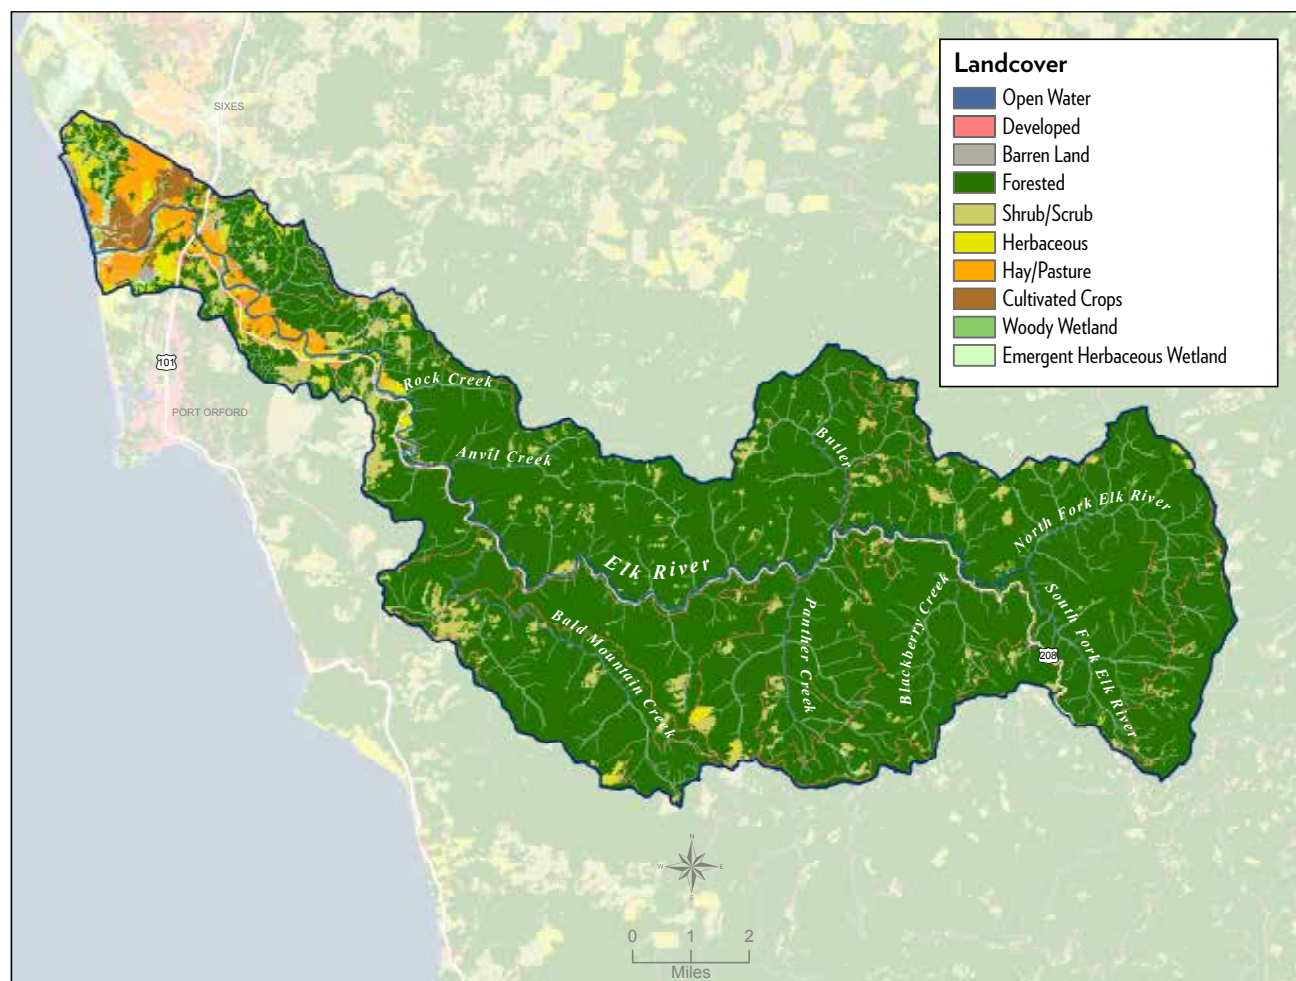 Landcover
Open Water
Developed
Barren Land
Forested
Shrub/Scrub
Herbaceous
Hay/Pasture
Cultivated Crops
Woody Wetland
Emergent Herbaceous Wetland
SIXES
101
PORT ORFORD
Rock Creek
Anvil Creek
Butler
North Fork Elk River
Elk River
Bald Mountain Creek
Panther Creek
Blackberry Creek
South Fork Elk River
208
N
W E
S
0 1 2
Miles